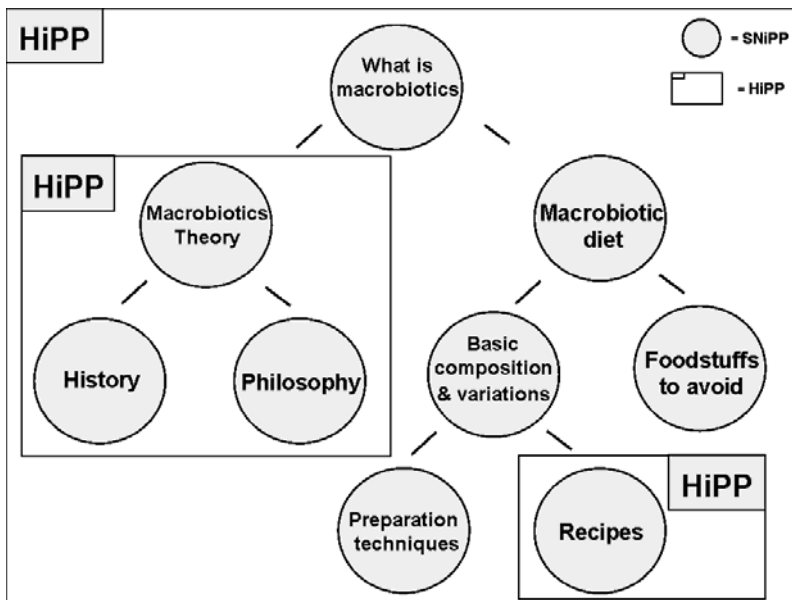 HiPP
What is
macrobiotics
= SNiPP
= HiPP
HiPP
Macrobiotics
Theory
Macrobiotic
diet
History
Philosophy
Basic
composition
& variations
Foodstuffs
to avoid
Preparation
techniques
HiPP
Recipes